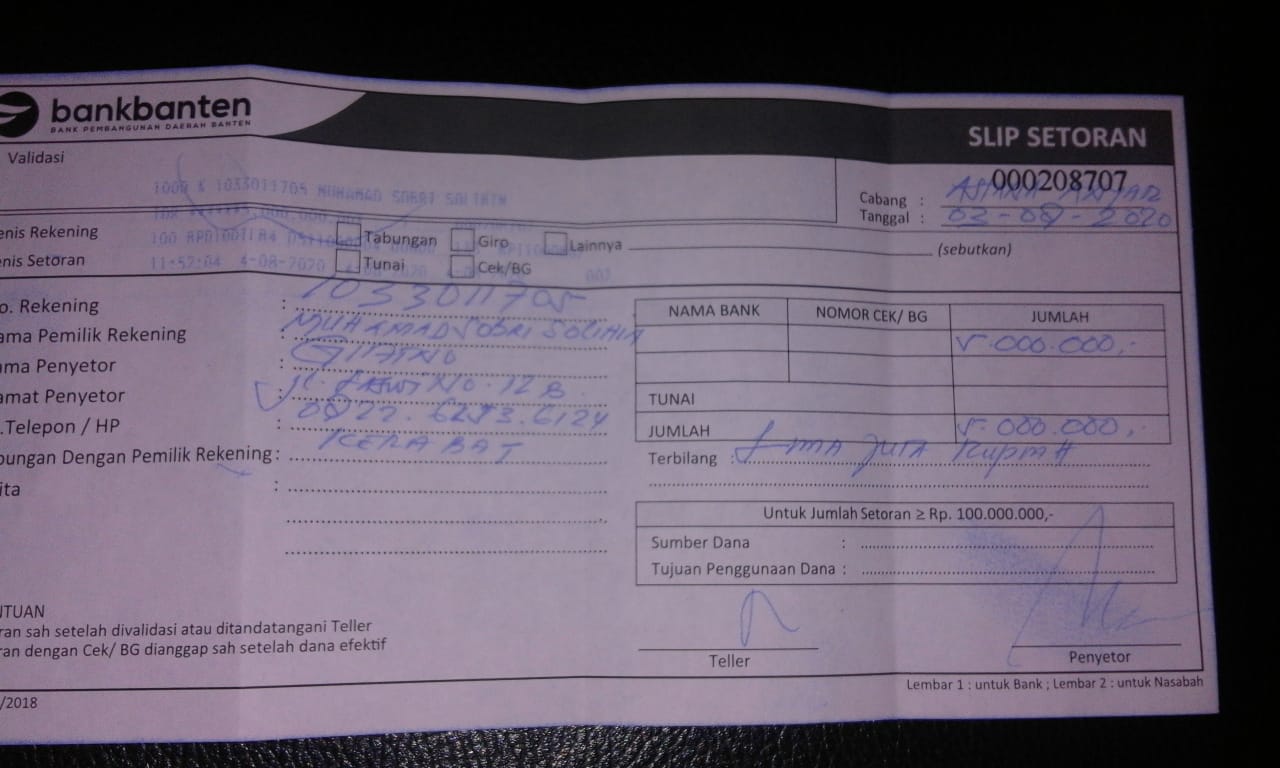 bankbanten
BANK PEMBANGUNAN DAERAH BANTEN
SLIP SETORAN
Validasi
000208707
1000 K 1033011705 MUHAMAD SOBRI SOLIHIN
Cabang :
Tanggal : 03-08-2020
enis Rekening
Tabungan Giro Lainnya (sebutkan)
enis Setoran
Tunai Cek/BG
11:52:04 4-08-2020
o. Rekening : 1033011705
ama Pemilik Rekening : MUHAMAD SOBRI SOLIHIN
ama Penyetor :
amat Penyetor : No. 12 B
.Telepon / HP : 0822.6253.6124
bungan Dengan Pemilik Rekening : KERABAT
ita :
NAMA BANK NOMOR CEK/ BG JUMLAH
5.000.000,-
TUNAI
JUMLAH 5.000.000,-
Terbilang : Lima JUTA Rupiah
Untuk Jumlah Setoran ≥ Rp. 100.000.000,-
Sumber Dana :
Tujuan Penggunaan Dana :
NTUAN
ran sah setelah divalidasi atau ditandatangani Teller
ran dengan Cek/ BG dianggap sah setelah dana efektif
Teller
Penyetor
/2018
Lembar 1 : untuk Bank ; Lembar 2 : untuk Nasabah